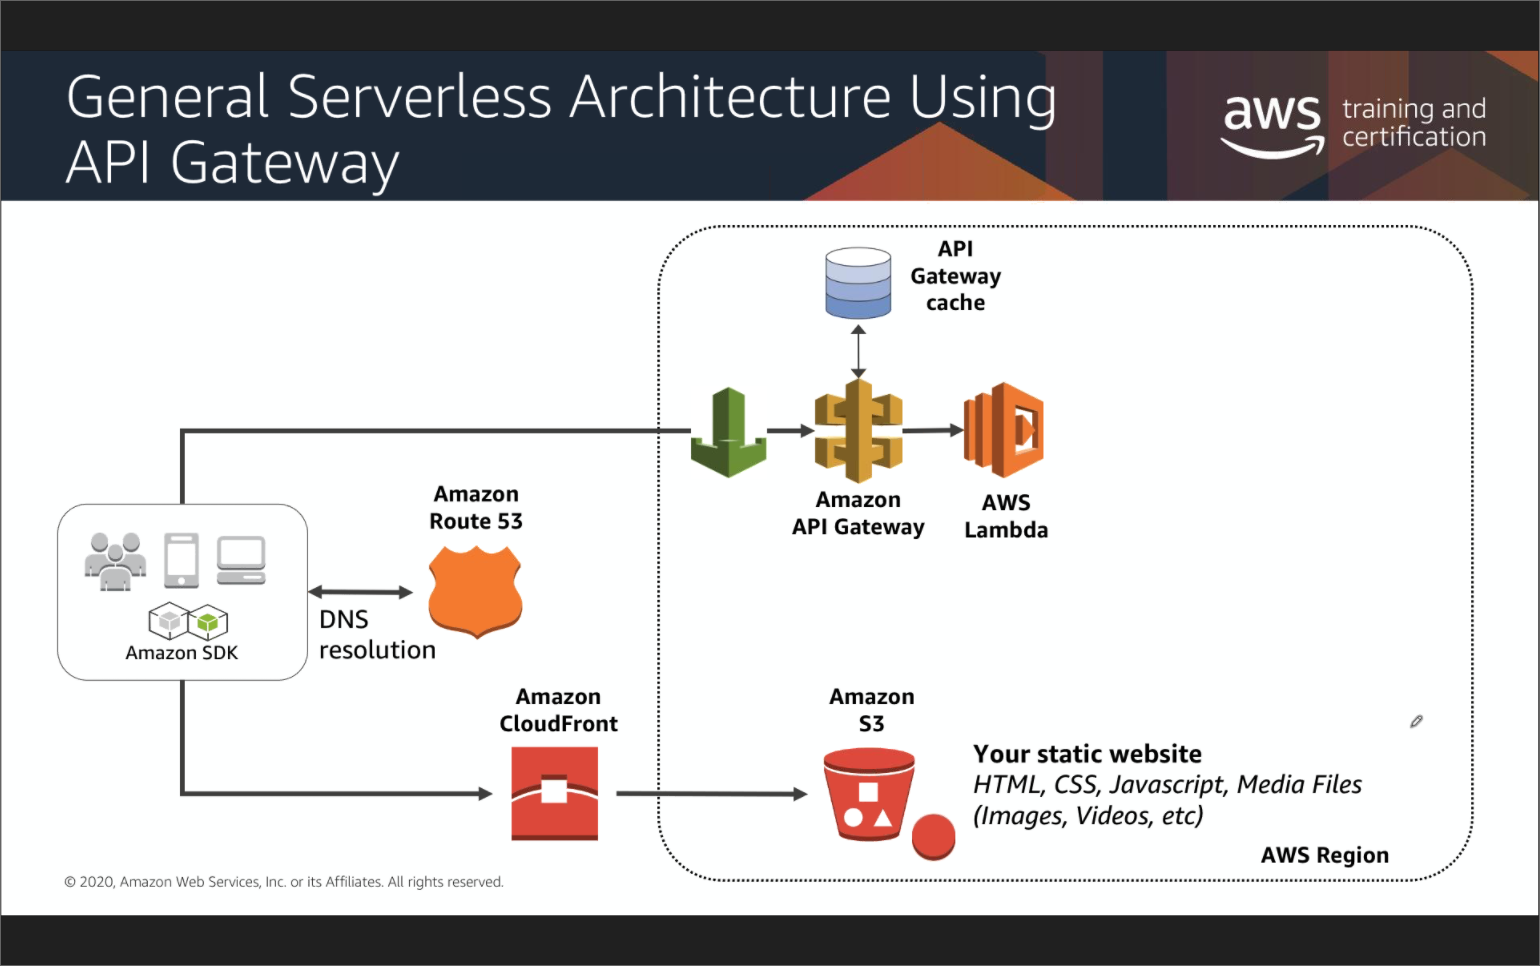 General Serverless Architecture Using
API Gateway
aws training and
certification
API
Gateway
cache
Amazon
API Gateway
AWS
Lambda
Amazon
Route 53
DNS
resolution
Amazon SDK
Amazon
CloudFront
Amazon
S3
Your static website
HTML, CSS, Javascript, Media Files
(Images, Videos, etc)
AWS Region
© 2020, Amazon Web Services, Inc. or its Affiliates. All rights reserved.